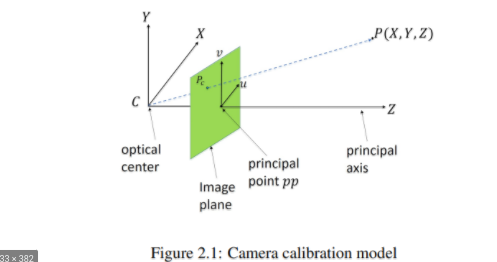 Y
X
P(X,Y,Z)
v
P_c
u
C
Z
optical
center
principal
point pp
principal
axis
Image
plane
33 × 382
Figure 2.1: Camera calibration model